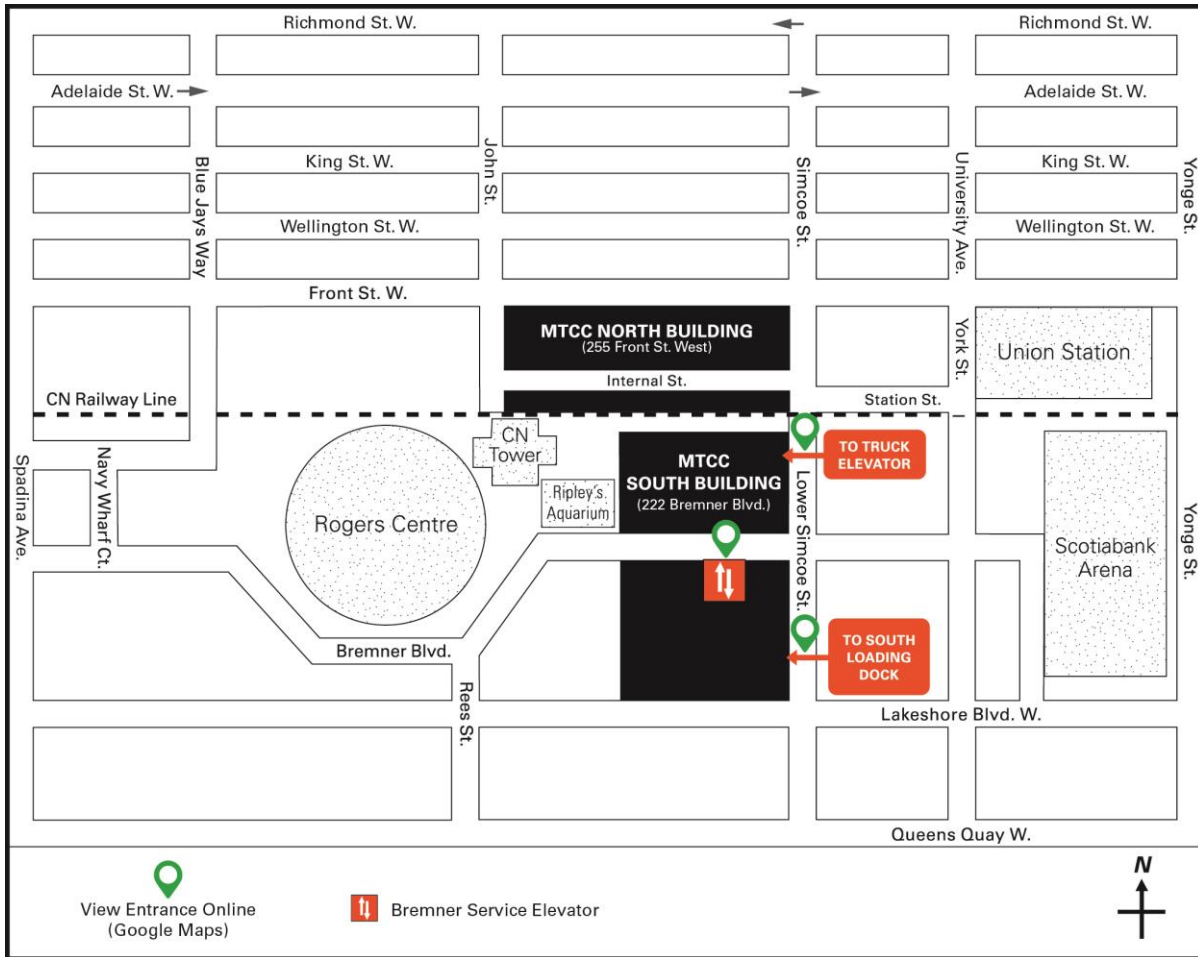 Richmond St. W.
Richmond St. W.
Adelaide St. W.
Adelaide St. W.
Blue Jays Way
John St.
King St. W.
Simcoe St.
University Ave.
King St. W.
Yonge St.
Wellington St. W.
Wellington St. W.
Front St. W.
MTCC NORTH BUILDING
(255 Front St. West)
York St.
Union Station
Internal St.
CN Railway Line
Station St.
Spadina Ave.
Navy Wharf Ct.
Rogers Centre
CN
Tower
Ripley's
Aquarium
MTCC
SOUTH BUILDING
(222 Bremner Blvd.)
Lower Simcoe St.
TO TRUCK
ELEVATOR
Scotiabank
Arena
Yonge St.
Bremner Blvd.
TO SOUTH
LOADING
DOCK
Rees St.
Lakeshore Blvd. W.
Queens Quay W.
View Entrance Online
(Google Maps)
Bremner Service Elevator
N